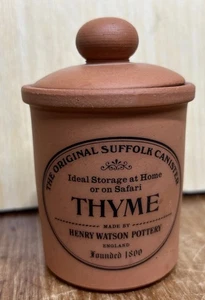 THE ORIGINAL SUFFOLK CANISTER
Ideal Storage at Home
or on Safari
THYME
MADE BY
HENRY WATSON POTTERY
ENGLAND
Founded 1800